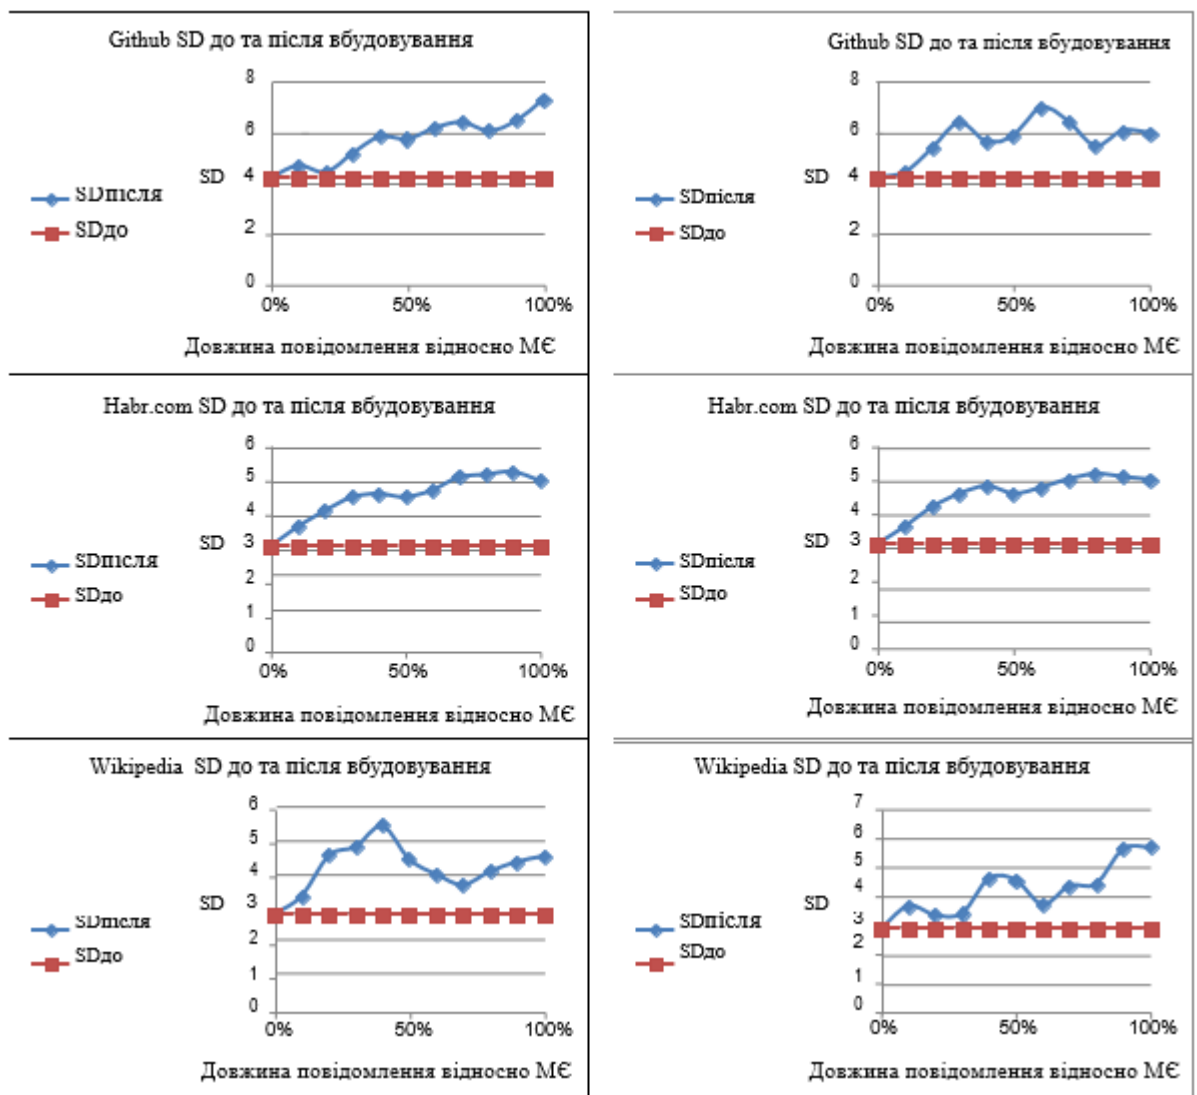 Github SD до та після вбудовування
8
6
SD 4
2
0
0% 50% 100%
SDпісля
SDдо
Довжина повідомлення відносно МЄ
Github SD до та після вбудовування
8
6
SD 4
2
0
0% 50% 100%
SDпісля
SDдо
Довжина повідомлення відносно МЄ
Habr.com SD до та після вбудовування
6
5
4
SD 3
2
1
0
0% 50% 100%
SDпісля
SDдо
Довжина повідомлення відносно МЄ
Habr.com SD до та після вбудовування
6
5
4
SD 3
2
1
0
0% 50% 100%
SDпісля
SDдо
Довжина повідомлення відносно МЄ
Wikipedia SD до та після вбудовування
6
5
4
SD 3
2
1
0
0% 50% 100%
SDпісля
SDдо
Довжина повідомлення відносно МЄ
Wikipedia SD до та після вбудовування
7
6
5
4
SD 3
2
1
0
0% 50% 100%
SDпісля
SDдо
Довжина повідомлення відносно МЄ